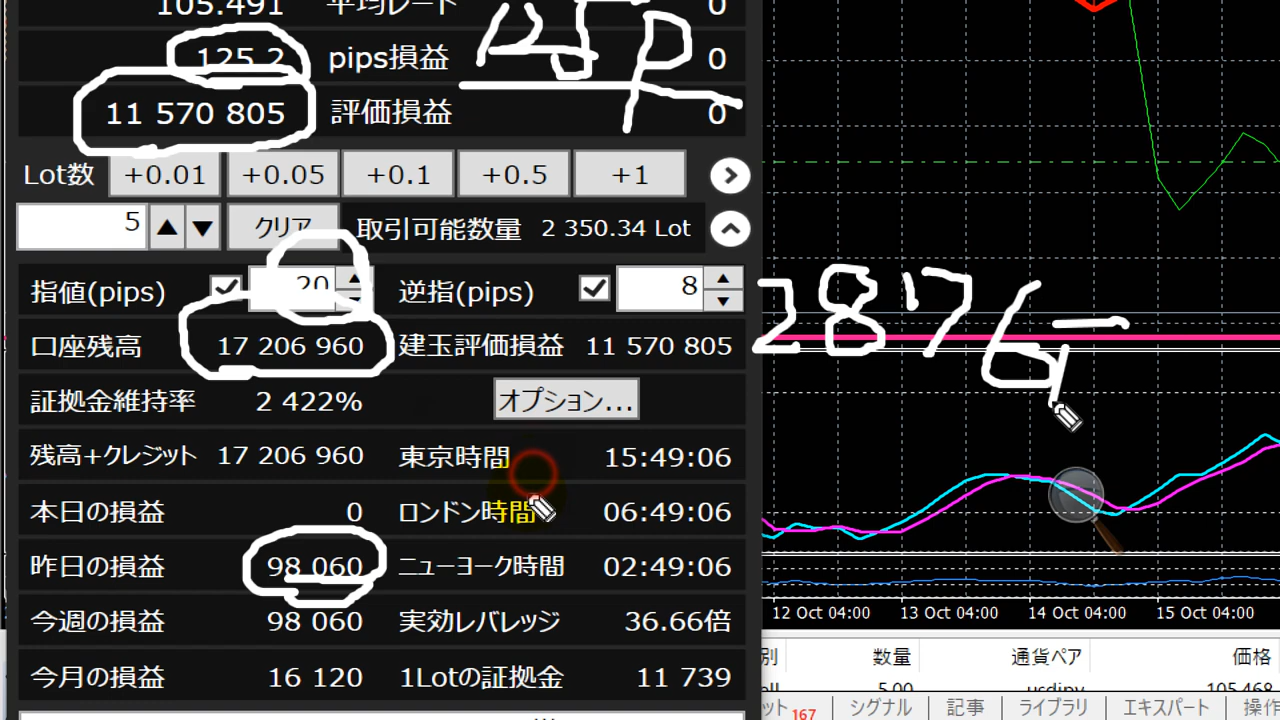 105.491 平均レート 0
125.2 pips損益 0
11 570 805 評価損益 0
Lot数 +0.01 +0.05 +0.1 +0.5 +1
5 クリア 取引可能数量 2 350.34 Lot
指値(pips) 20 逆指(pips) 8
2876
口座残高 17 206 960 建玉評価損益 11 570 805
証拠金維持率 2 422% オプション...
残高+クレジット 17 206 960 東京時間 15:49:06
本日の損益 0 ロンドン時間 06:49:06
昨日の損益 98 060 ニューヨーク時間 02:49:06
今週の損益 98 060 実効レバレッジ 36.66倍
今月の損益 16 120 1Lotの証拠金 11 739
12 Oct 04:00 13 Oct 04:00 14 Oct 04:00 15 Oct 04:00
別 数量 通貨ペア 価格
5.00 usdjpy 105.468
167 シグナル 記事 ライブラリ エキスパート 操作